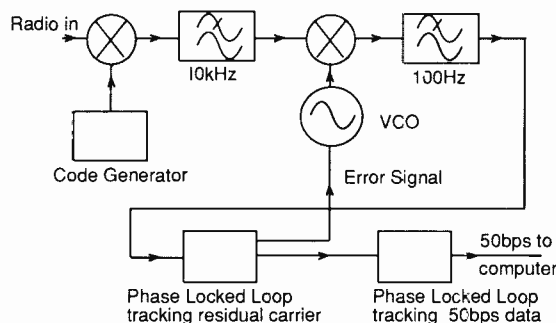 Radio in
10kHz
100Hz
VCO
Code Generator
Error Signal
50bps to
computer
Phase Locked Loop
tracking residual carrier
Phase Locked Loop
tracking 50bps data